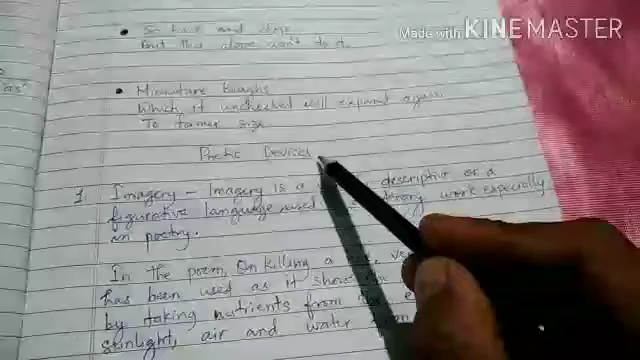 Made with KINEMASTER
• So hack and chop
But this alone won't do it.
as"
• Miniature boughs
Which if unchecked will expand again
To former size
Poetic Devices
1 Imagery - Imagery is a descriptive or a
figurative language used literary work especially
in poetry.
In the poem, On killing a
has been used as it shows
by taking nutrients from
sunlight, air and water